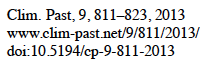 Clim. Past, 9, 811–823, 2013
www.clim-past.net/9/811/2013/
doi:10.5194/cp-9-811-2013